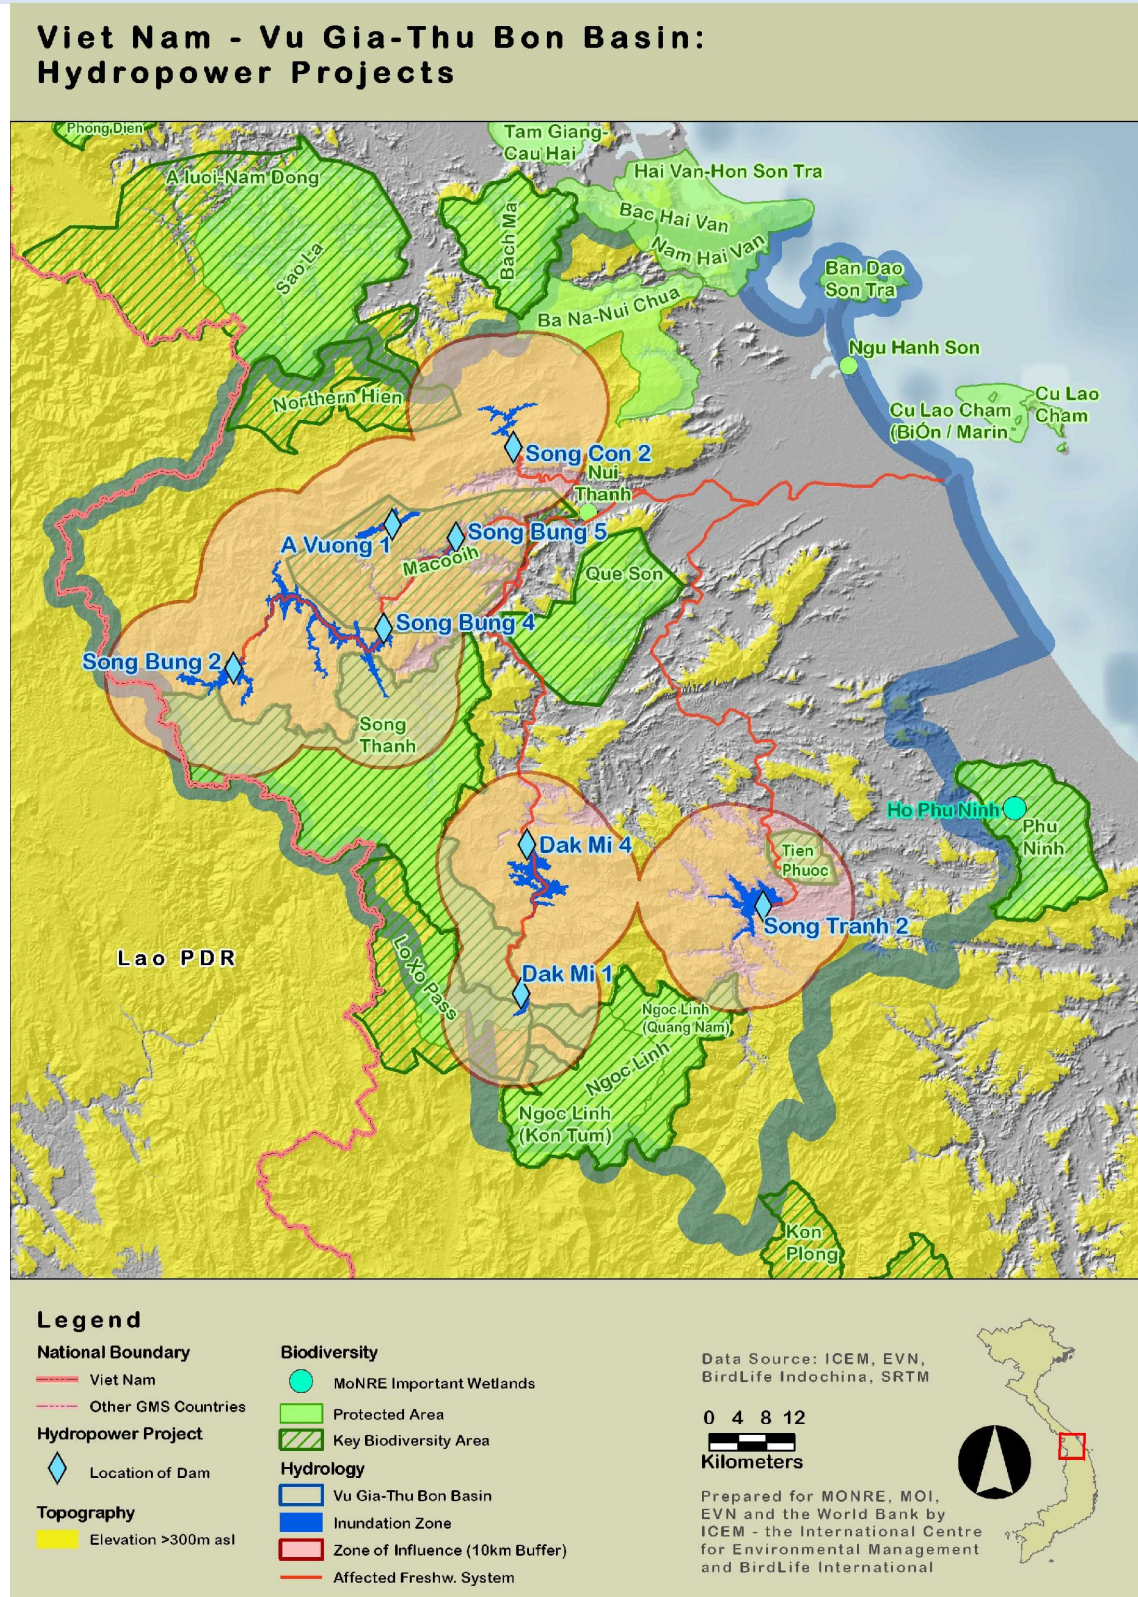 Viet Nam - Vu Gia-Thu Bon Basin:
Hydropower Projects
Phong Dien
Tam Giang-
Cau Hai
A luoi-Nam Dong
Hai Van-Hon Son Tra
Bac Hai Van
Nam Hai Van
Bach Ma
Sao La
Ban Dao
Son Tra
Ba Na-Nui Chua
Ngu Hanh Son
Northern Hien
Cu Lao
Cham
Cu Lao Cham
(BiÓn / Marin
Song Con 2
Nui
Thanh
A Vuong 1
Song Bung 5
Macooih
Que Son
Song Bung 4
Song Bung 2
Song
Thanh
Ho Phu Ninh
Phu
Ninh
Dak Mi 4
Tien
Phuoc
Song Tranh 2
Lao PDR
Lo Xo Pass
Dak Mi 1
Ngoc Linh
(Quang Nam)
Ngoc Linh
Ngoc Linh
(Kon Tum)
Kon
Plong
Legend
National Boundary
Viet Nam
Other GMS Countries
Hydropower Project
Location of Dam
Topography
Elevation >300m asl
Biodiversity
MoNRE Important Wetlands
Protected Area
Key Biodiversity Area
Hydrology
Vu Gia-Thu Bon Basin
Inundation Zone
Zone of Influence (10km Buffer)
Affected Freshw. System
Data Source: ICEM, EVN,
BirdLife Indochina, SRTM
0 4 8 12
Kilometers
Prepared for MONRE, MOI,
EVN and the World Bank by
ICEM - the International Centre
for Environmental Management
and BirdLife International